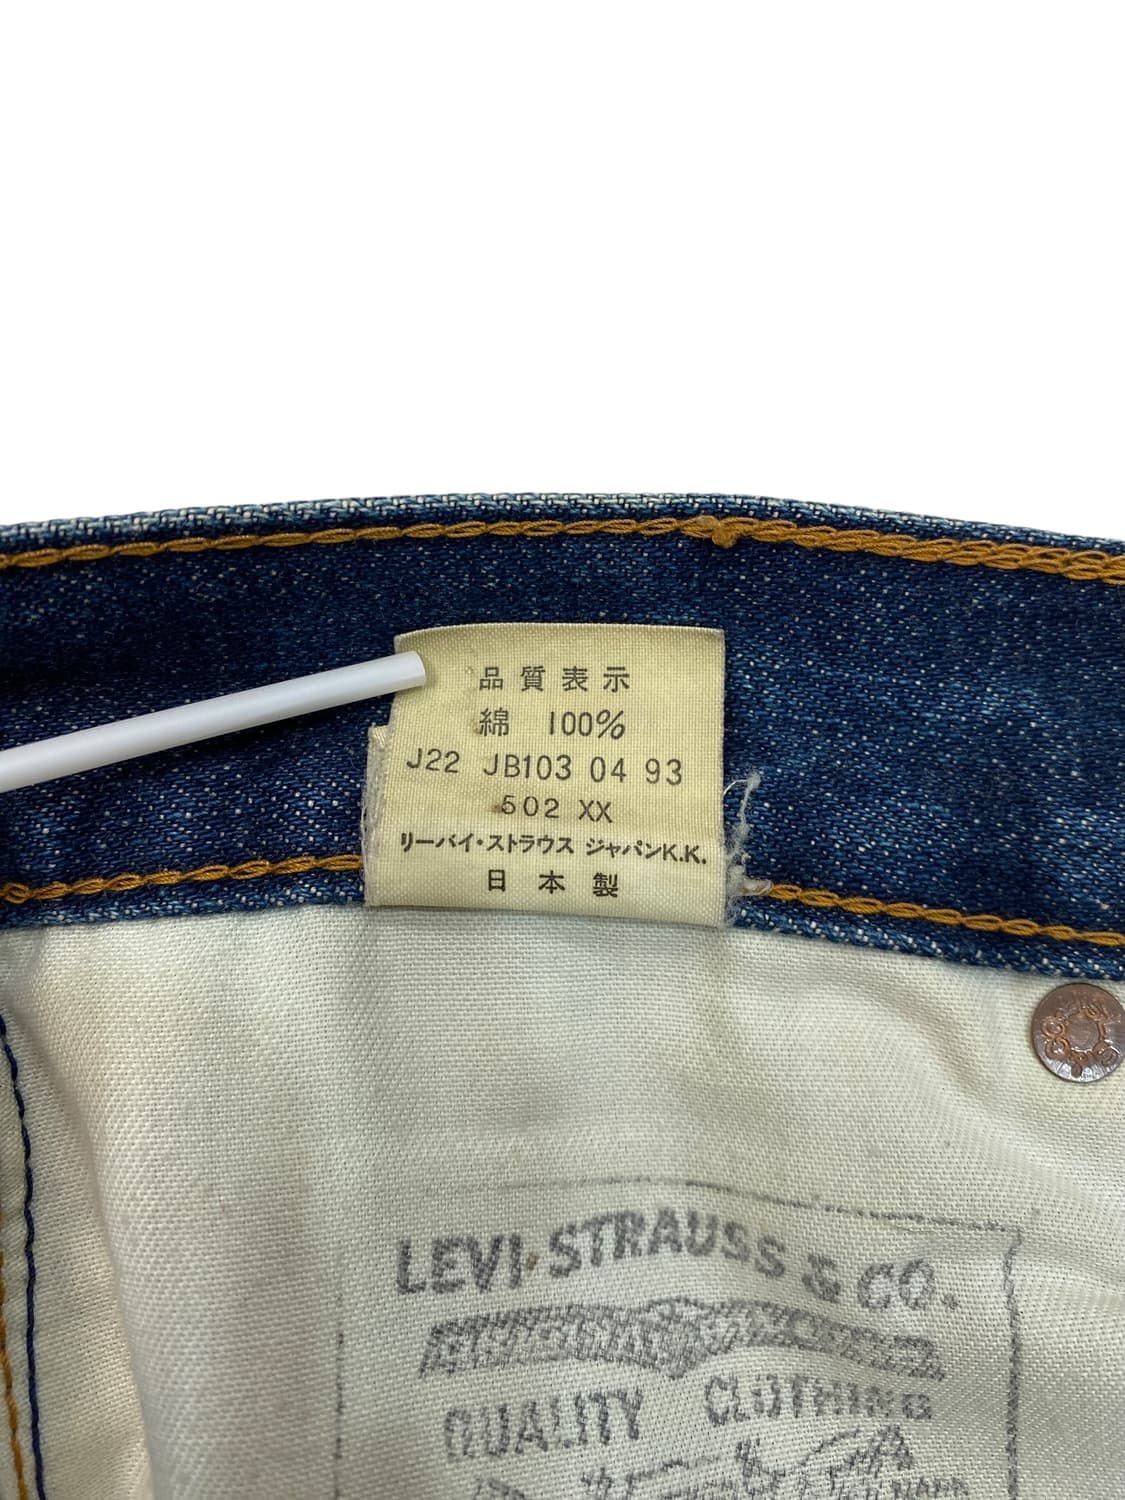 品質表示
綿 100%
J22 JB103 04 93
502 XX
リーバイ・ストラウス ジャパンK.K.
日本製
LEVI STRAUSS & CO.
QUALITY CLOTHING